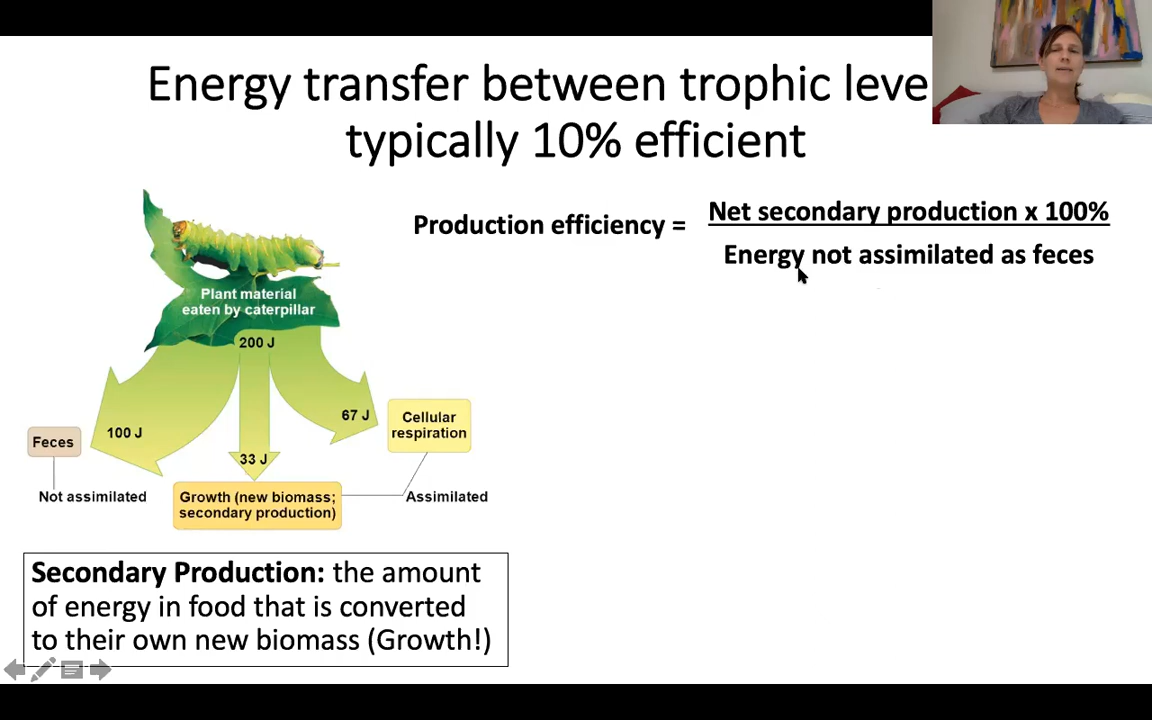 Energy transfer between trophic leve
typically 10% efficient
Production efficiency =
Net secondary production x 100%
Energy not assimilated as feces
Plant material
eaten by caterpillar
200 J
67 J
Cellular
respiration
100 J
Feces
33 J
Not assimilated
Growth (new biomass;
secondary production)
Assimilated
Secondary Production: the amount
of energy in food that is converted
to their own new biomass (Growth!)